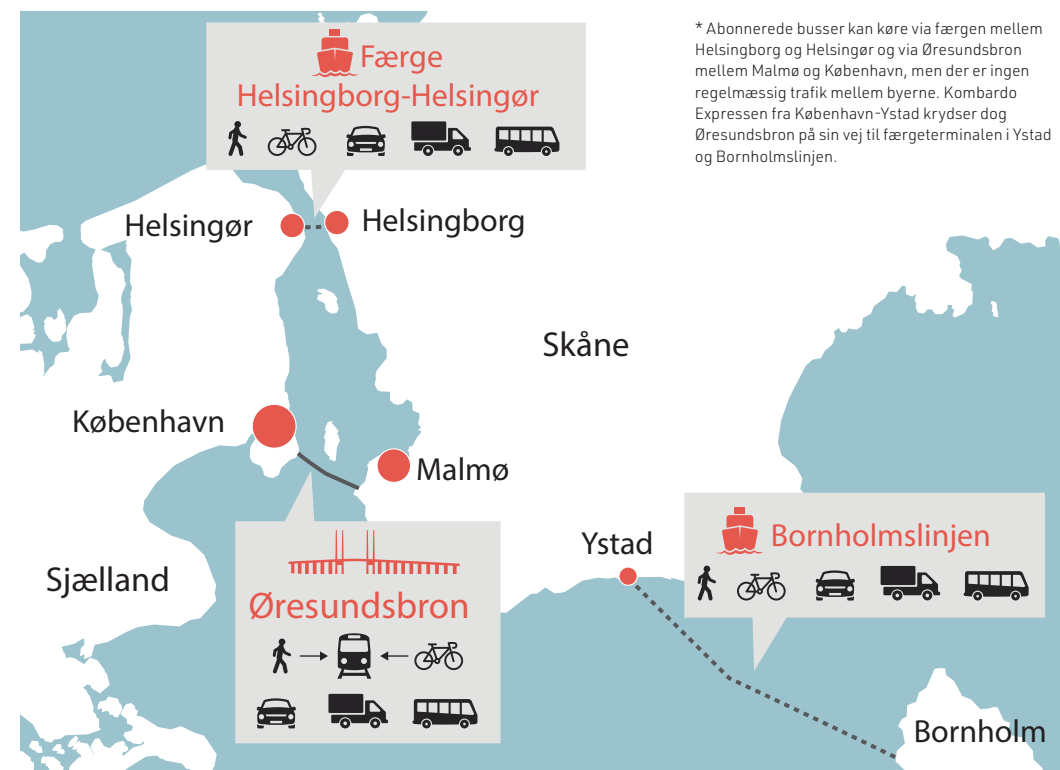 * Abonnerede busser kan køre via færgen mellem
Helsingborg og Helsingør og via Øresundsbron
mellem Malmø og København, men der er ingen
regelmæssig trafik mellem byerne. Kombardo
Expressen fra København-Ystad krydser dog
Øresundsbron på sin vej til færgeterminalen i Ystad
og Bornholmslinjen.
Færge
Helsingborg-Helsingør
Helsingør
Helsingborg
Skåne
København
Malmø
Ystad
Bornholmslinjen
Sjælland
Øresundsbron
Bornholm